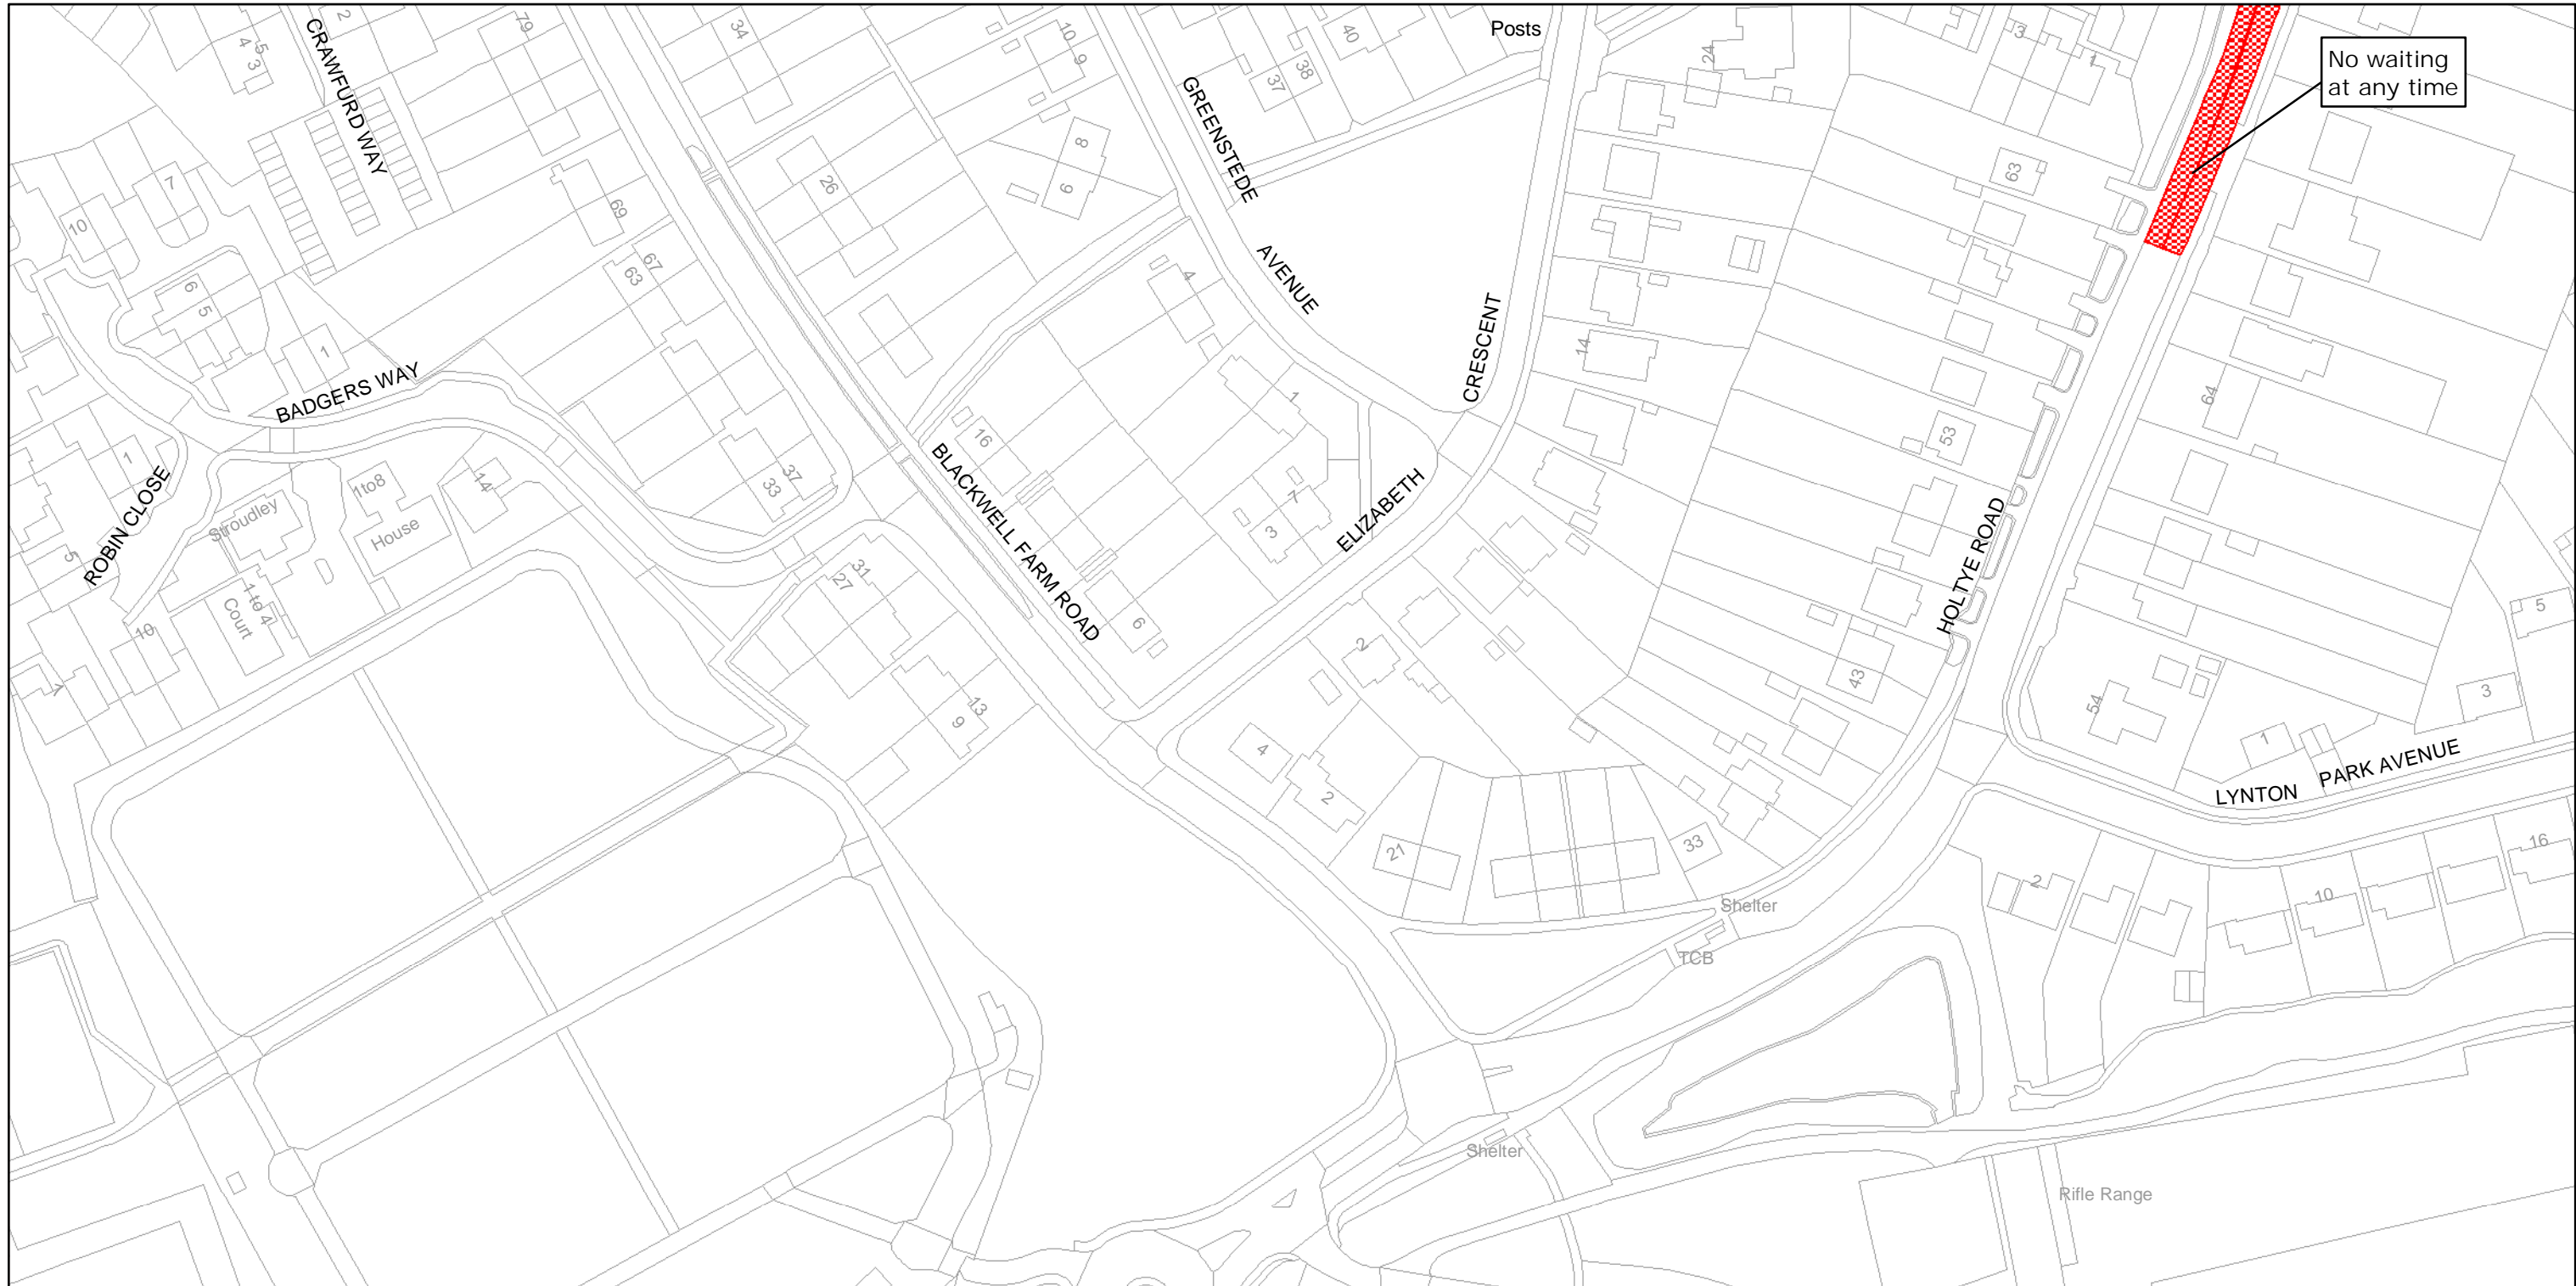 CRAWFURD WAY
2
4
5
3
79
34
10
9
GREENSTEDE
AVENUE
37
38
40
Posts
24
3
1
No waiting
at any time
7
10
69
67
63
26
8
6
4
63
6
5
1
BADGERS WAY
14
CRESCENT
64
53
ROBIN CLOSE
1
5
Stroudley
Court
1 to 4
1to8
House
14
37
33
16
BLACKWELL FARM ROAD
1
7
3
ELIZABETH
HOLTYE ROAD
31
27
6
10
7
13
9
2
4
2
43
54
5
3
1
LYNTON
PARK AVENUE
21
33
2
10
16
Shelter
TCB
Shelter
Rifle Range